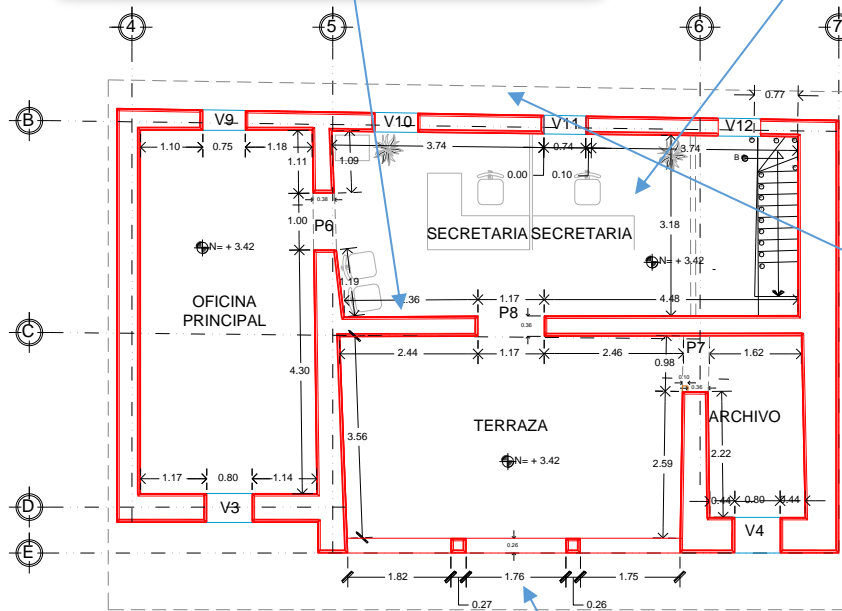 4 5 6 7
0.77
B V9 V10 V11 V12
1.10 0.75 1.18 3.74 0.74 3.74
1.11 1.09 B
0.00 0.10
0.38
1.00 P6 3.18
SECRETARIA SECRETARIA
N= + 3.42 N= + 3.42
1.19
OFICINA
PRINCIPAL
.36 1.17 4.48
P8
C 0.36
P7
2.44 1.17 2.46 0.98 1.62
4.30 0.10 0.36
3.56 TERRAZA ARCHIVO
2.22
N= + 3.42 2.59
1.17 0.80 1.14 0.44 0.80 0.44
D V3 V4
E 0.26
1.82 1.76 1.75
0.27 0.26